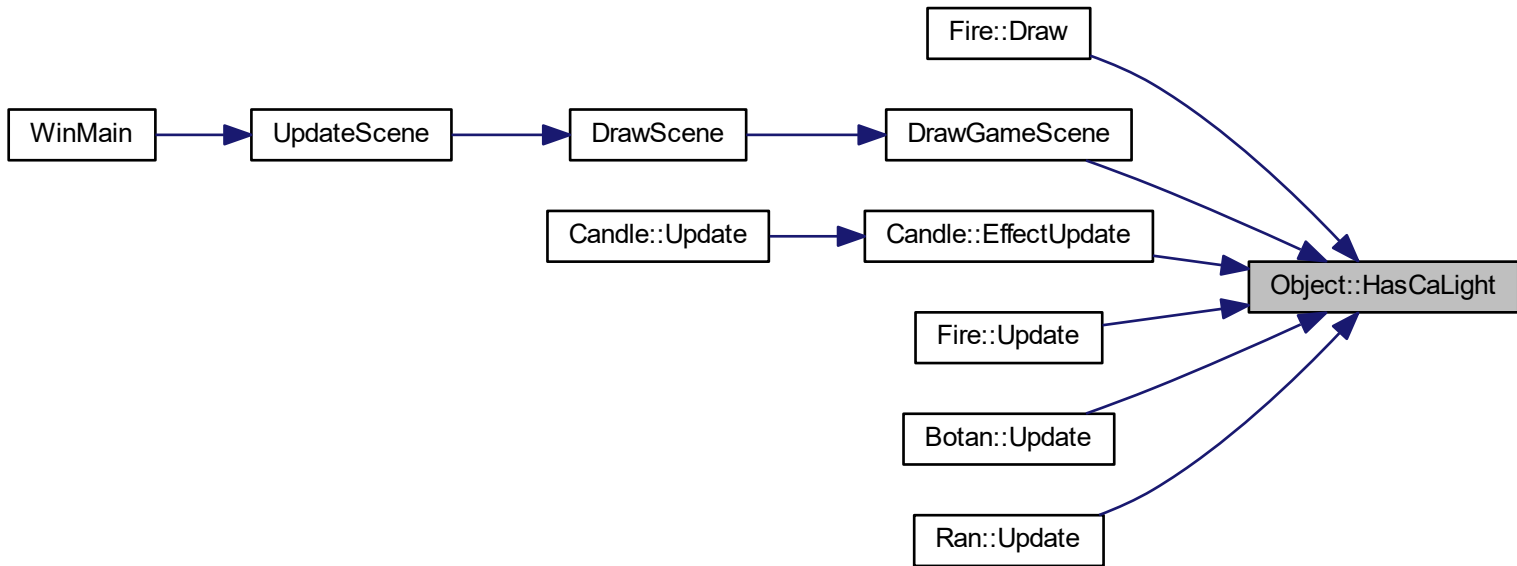 Fire::Draw
WinMain
UpdateScene
DrawScene
DrawGameScene
Candle::Update
Candle::EffectUpdate
Object::HasCaLight
Fire::Update
Botan::Update
Ran::Update